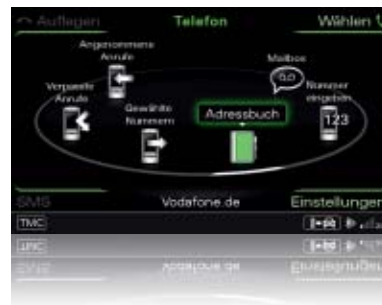 Auflegen Telefon Wählen
Angenommene
Anrufe
Mailbox
Verpasste
Anrufe
Nummer
eingeben
Gewählte
Nummern
Adressbuch
123
SMS Vodafone.de Einstellungen
TMC